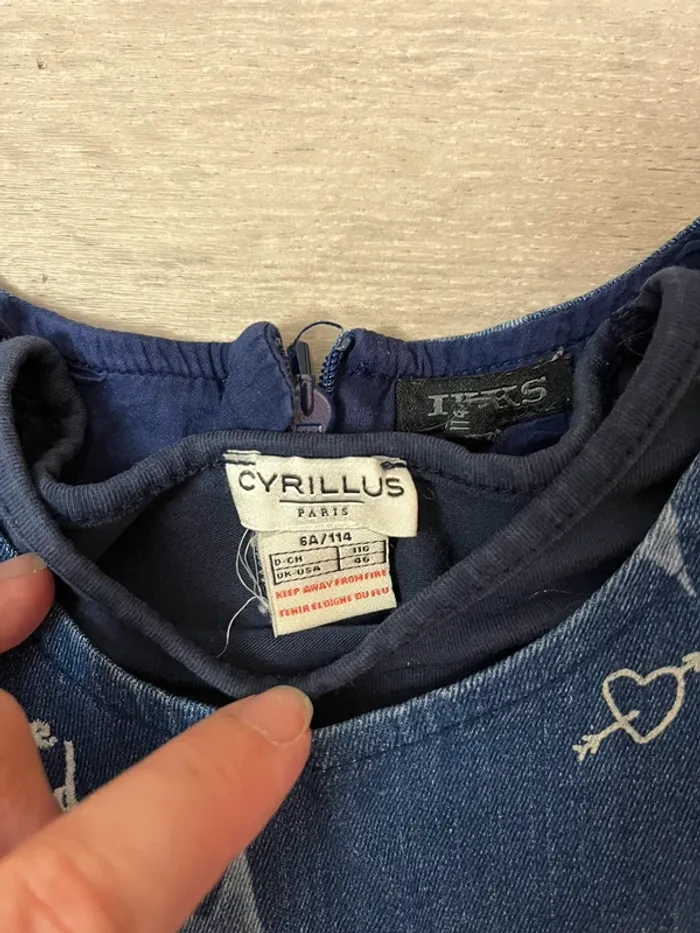 CYRILLUS
PARIS
6A/114
D-CH 116
UK-USA 46
KEEP AWAY FROM FIRE
TENIR ELOIGNE DU FEU